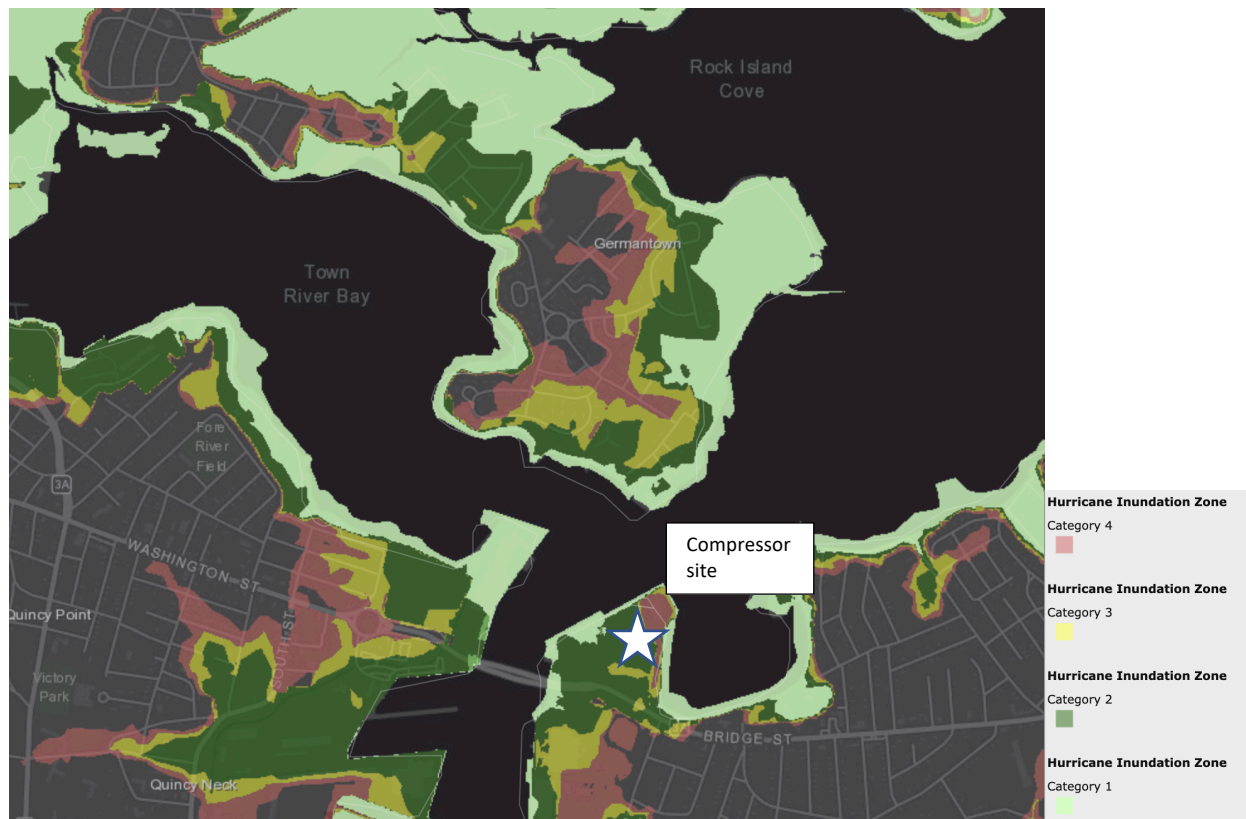 Rock Island
Cove
Germantown
Town
River Bay
Fore
River
Field
3A
WASHINGTON ST
Compressor
site
Quincy Point
SOUTH ST
Victory
Park
BRIDGE ST
Quincy Neck
Hurricane Inundation Zone
Category 4
Hurricane Inundation Zone
Category 3
Hurricane Inundation Zone
Category 2
Hurricane Inundation Zone
Category 1